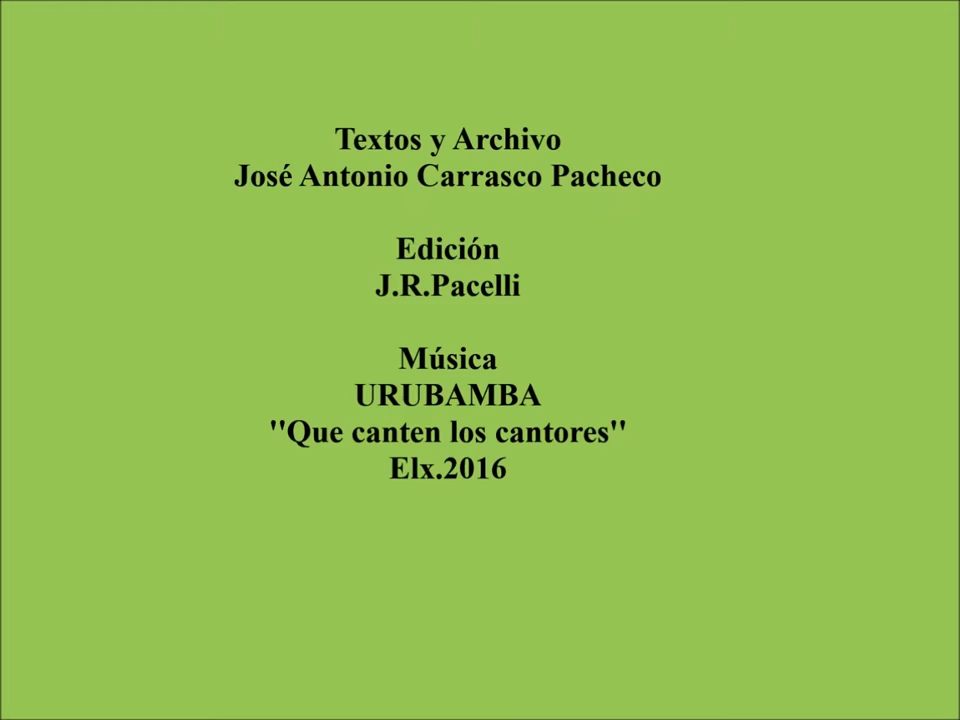 Textos y Archivo
José Antonio Carrasco Pacheco
Edición
J.R.Pacelli
Música
URUBAMBA
"Que canten los cantores"
Elx.2016